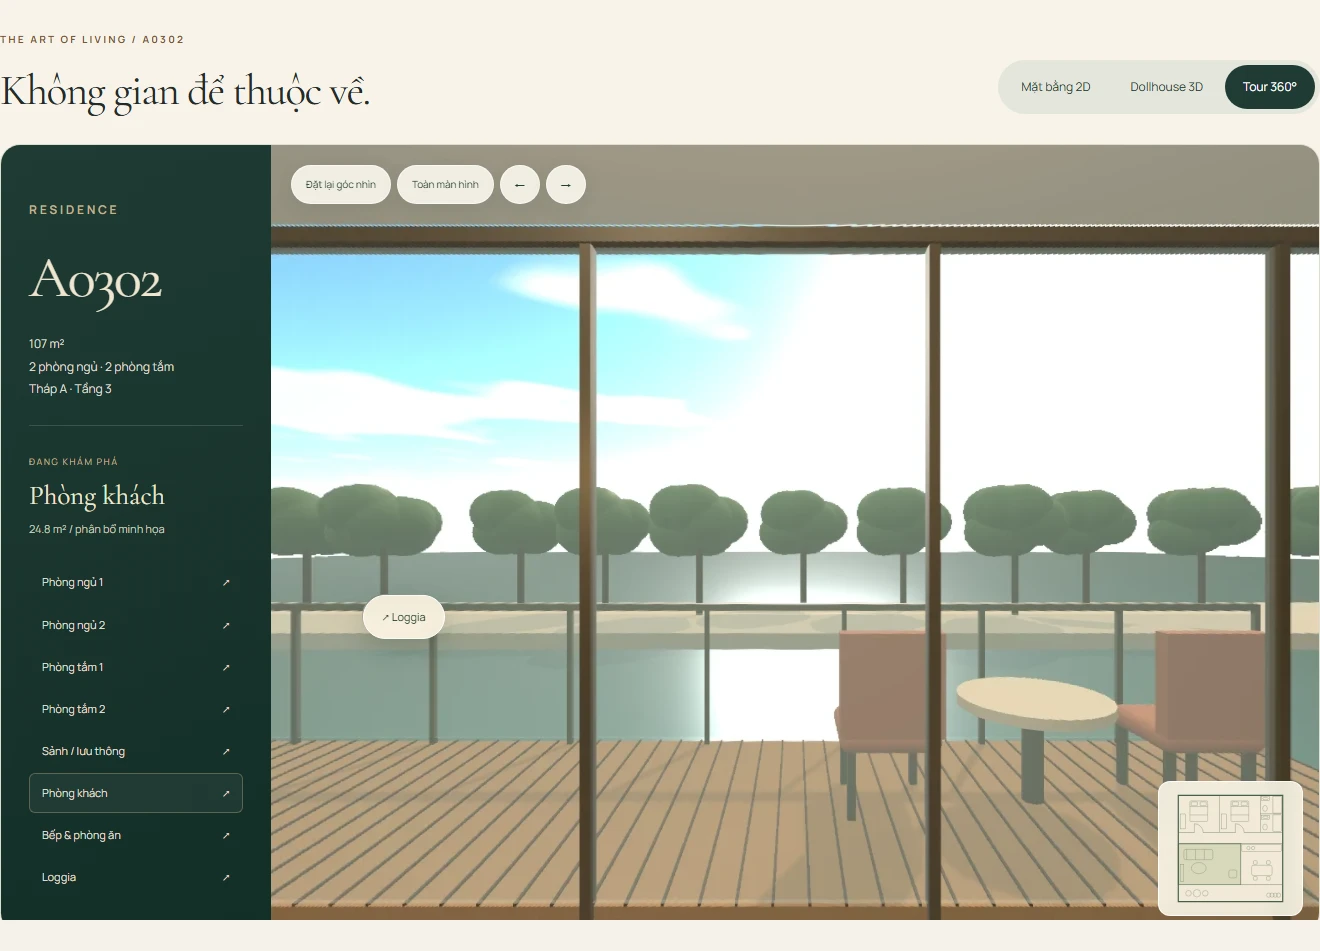 THE ART OF LIVING / A0302
Không gian để thuộc về.
Mặt bằng 2D
Dollhouse 3D
Tour 360°
RESIDENCE
A0302
107 m²
2 phòng ngủ · 2 phòng tắm
Tháp A · Tầng 3
ĐANG KHÁM PHÁ
Phòng khách
24.8 m² / phân bổ minh họa
Phòng ngủ 1 ↗
Phòng ngủ 2 ↗
Phòng tắm 1 ↗
Phòng tắm 2 ↗
Sảnh / lưu thông ↗
Phòng khách ↗
Bếp & phòng ăn ↗
Loggia ↗
Đặt lại góc nhìn
Toàn màn hình
←
→
↗ Loggia